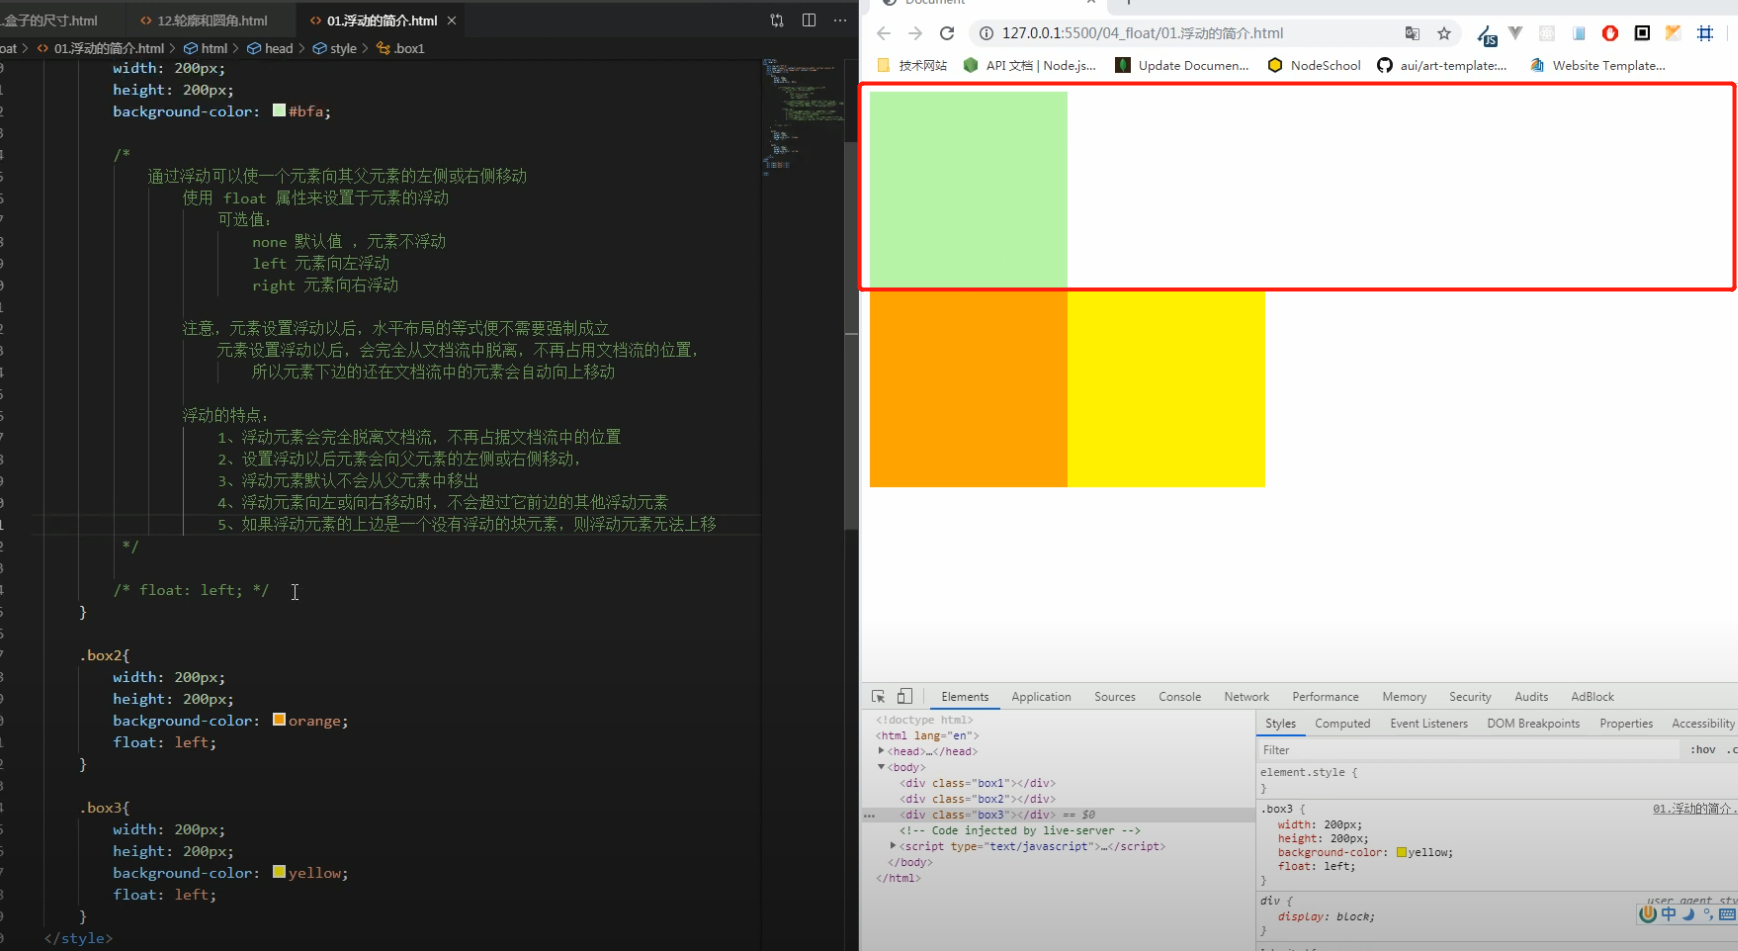 .盒子的尺寸.html
<> 12.轮廓和圆角.html
<> 01.浮动的简介.html ×
oat > <> 01.浮动的简介.html > html > head > style > .box1
width: 200px;
height: 200px;
background-color: #bfa;
/*
通过浮动可以使一个元素向其父元素的左侧或右侧移动
使用 float 属性来设置于元素的浮动
可选值:
none 默认值 ，元素不浮动
left 元素向左浮动
right 元素向右浮动
注意，元素设置浮动以后，水平布局的等式便不需要强制成立
元素设置浮动以后，会完全从文档流中脱离，不再占用文档流的位置，
所以元素下边的还在文档流中的元素会自动向上移动
浮动的特点:
1、浮动元素会完全脱离文档流，不再占据文档流中的位置
2、设置浮动以后元素会向父元素的左侧或右侧移动，
3、浮动元素默认不会从父元素中移出
4、浮动元素向左或向右移动时，不会超过它前边的其他浮动元素
5、如果浮动元素的上边是一个没有浮动的块元素，则浮动元素无法上移
*/
/* float: left; */
}
.box2{
width: 200px;
height: 200px;
background-color: orange;
float: left;
}
.box3{
width: 200px;
height: 200px;
background-color: yellow;
float: left;
}
</style>
Document
127.0.0.1:5500/04_float/01.浮动的简介.html
JS
技术网站
API 文档 | Node.js...
Update Documen...
NodeSchool
aui/art-template:...
Website Template...
Elements Application Sources Console Network Performance Memory Security Audits AdBlock
<!doctype html>
<html lang="en">
<head>…</head>
<body>
<div class="box1"></div>
<div class="box2"></div>
<div class="box3"></div> == $0
<!-- Code injected by live-server -->
<script type="text/javascript">…</script>
</body>
</html>
Styles Computed Event Listeners DOM Breakpoints Properties Accessibility
Filter
:hov .c
element.style {
}
.box3 {
01.浮动的简介.
width: 200px;
height: 200px;
background-color: yellow;
float: left;
}
div {
user agent sty
display: block;
}
中